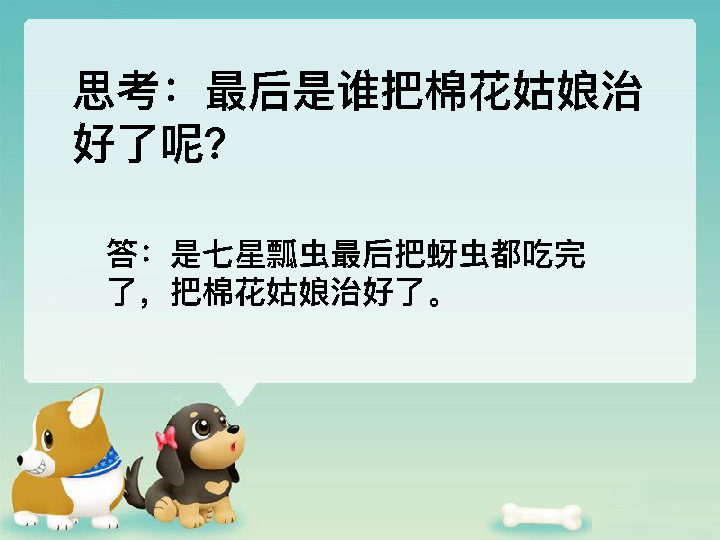 思考：最后是谁把棉花姑娘治
好了呢？
答：是七星瓢虫最后把蚜虫都吃完
了，把棉花姑娘治好了。